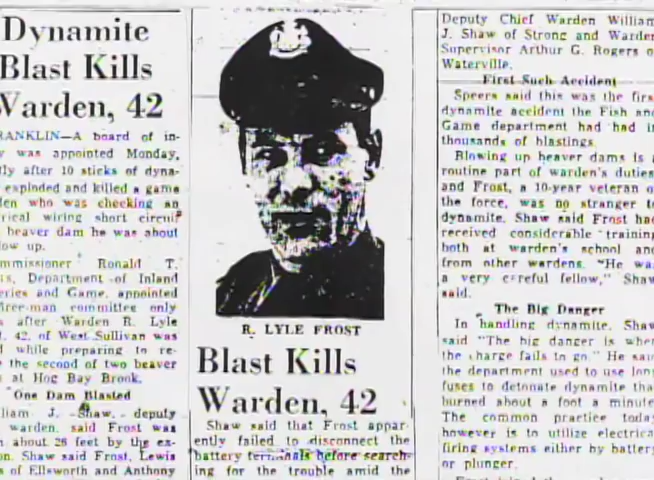 Dynamite
Blast Kills
Warden, 42
RANKLIN—A board of in-
y was appointed Monday,
tly after 10 sticks of dyna-
exploded and killed a game
den who was checking an
rical wiring short circuit
beaver dam he was about
low up.
mmissioner Ronald T.
rs, Department of Inland
eries and Game, appointed
hree-man committee only
s after Warden R. Lyle
t, 42, of West Sullivan was
d while preparing to re-
the second of two beaver
s at Hog Bay Brook.
One Dam Blasted
liam J. Shaw, deputy
warden, said Frost was
n about 26 feet by the ex-
on. Shaw said Frost, Lewis
s of Ellsworth and Anthony
R. LYLE FROST
Blast Kills
Warden, 42
Shaw said that Frost appar-
ently failed to disconnect the
battery terminals before search-
ing for the trouble amid the
Deputy Chief Warden William
J. Shaw of Strong and Warden
Supervisor Arthur G. Rogers o
Waterville.
First Such Accident
Speers said this was the firs
dynamite accident the Fish and
Game department had had in
thousands of blastings.
Blowing up beaver dams is a
routine part of warden's duties
and Frost, a 10-year veteran of
the force, was no stranger to
dynamite. Shaw said Frost had
received considerable training
both at warden's school and
from other wardens. "He was
a very careful fellow," Shaw
said.
The Big Danger
In handling dynamite, Shaw
said "The big danger is when
the charge fails to go." He said
the department used to use long
fuses to detonate dynamite that
burned about a foot a minute
The common practice today
however is to utilize electrical
firing systems either by battery
or plunger.